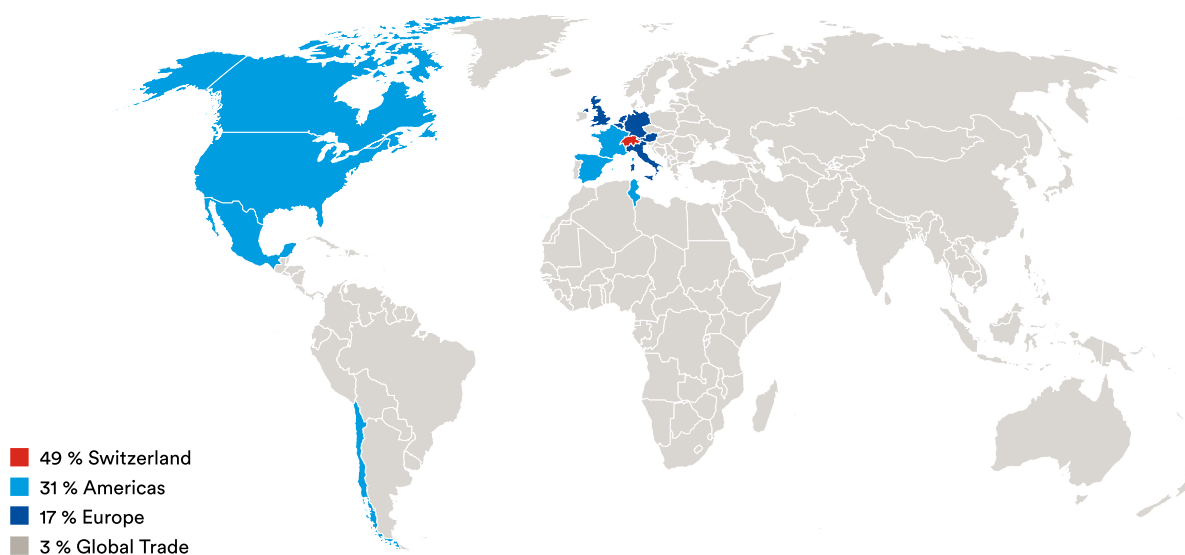 49 % Switzerland
31 % Americas
17 % Europe
3 % Global Trade